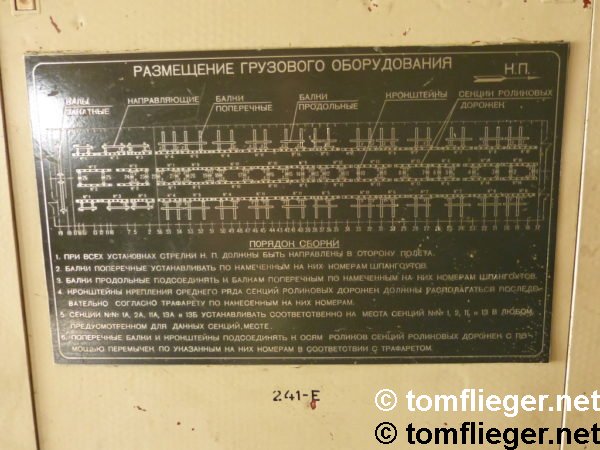 РАЗМЕЩЕНИЕ ГРУЗОВОГО ОБОРУДОВАНИЯ
Н.П.
ВАЛЫ НАПРАВЛЯЮЩИЕ БАЛКИ БАЛКИ КРОНШТЕЙНЫ СЕКЦИИ РОЛИКОВЫХ
ПОПЕРЕЧНЫЕ ПРОДОЛЬНЫЕ ДОРОЖЕК
ПОРЯДОК СБОРКИ
1. ПРИ ВСЕХ УСТАНОВКАХ СТРЕЛКИ Н. П. ДОЛЖНЫ БЫТЬ НАПРАВЛЕНЫ В СТОРОНУ ПОЛЕТА.
2. БАЛКИ ПОПЕРЕЧНЫЕ УСТАНАВЛИВАТЬ ПО НАМЕЧЕННЫМ НА НИХ НОМЕРАМ ШПАНГОУТОВ.
3. БАЛКИ ПРОДОЛЬНЫЕ ПОДСОЕДИНЯТЬ К БАЛКАМ ПОПЕРЕЧНЫМ ПО НАМЕЧЕННЫМ НА НИХ НОМЕРАМ ШПАНГОУТОВ.
4. КРОНШТЕЙНЫ КРЕПЛЕНИЯ СРЕДНЕГО РЯДА СЕКЦИЙ РОЛИКОВЫХ ДОРОЖЕК ДОЛЖНЫ РАСПОЛАГАТЬСЯ ПОСЛЕДО-
ВАТЕЛЬНО СОГЛАСНО ТРАФАРЕТУ ПО НАНЕСЕННЫМ НА НИХ НОМЕРАМ.
5. СЕКЦИИ №№ 1А, 2А, 11А, 13А и 13Б УСТАНАВЛИВАТЬ СООТВЕТСТВЕННО НА МЕСТА СЕКЦИЙ №№ 1, 2, 11, и 13 В ЛЮБОМ,
ПРЕДУСМОТРЕННОМ ДЛЯ ДАННЫХ СЕКЦИЙ, МЕСТЕ.
6. ПОПЕРЕЧНЫЕ БАЛКИ И КРОНШТЕЙНЫ ПОДСОЕДИНЯТЬ К ОСЯМ РОЛИКОВ СЕКЦИЙ РОЛИКОВЫХ ДОРОЖЕК С ПО-
МОЩЬЮ ПЕРЕМЫЧЕК ПО УКАЗАННЫМ НА НИХ НОМЕРАМ В СООТВЕТСТВИИ С ТРАФАРЕТОМ.
241-Е
© tomflieger.net
© tomflieger.net